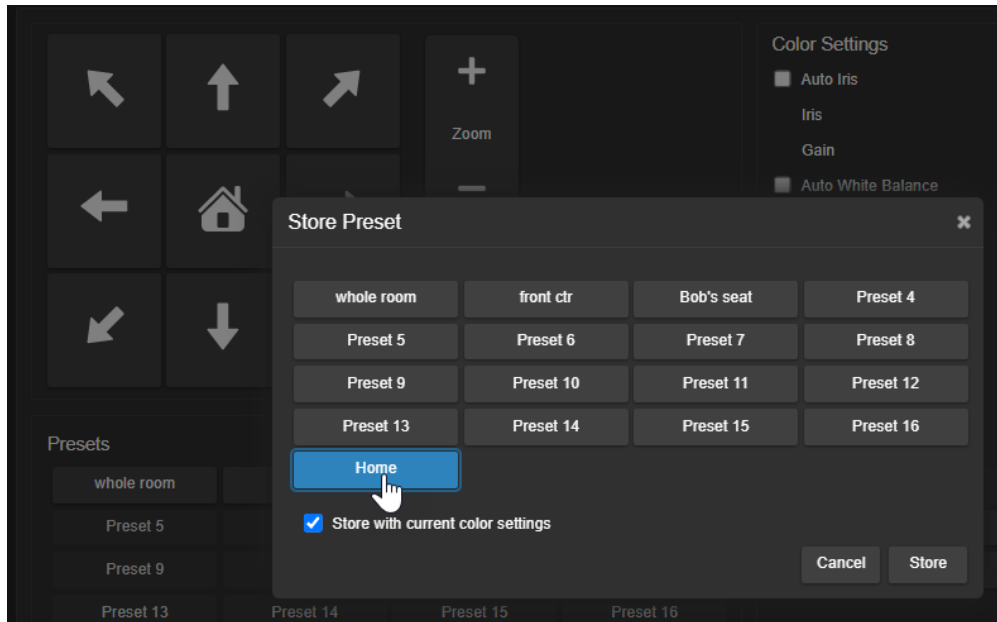 Color Settings
Auto Iris
Iris
Gain
Auto White Balance
Zoom
Store Preset
whole room front ctr Bob's seat Preset 4
Preset 5 Preset 6 Preset 7 Preset 8
Preset 9 Preset 10 Preset 11 Preset 12
Preset 13 Preset 14 Preset 15 Preset 16
Home
Store with current color settings
Cancel Store
Presets
whole room
Preset 5
Preset 9
Preset 13 Preset 14 Preset 15 Preset 16